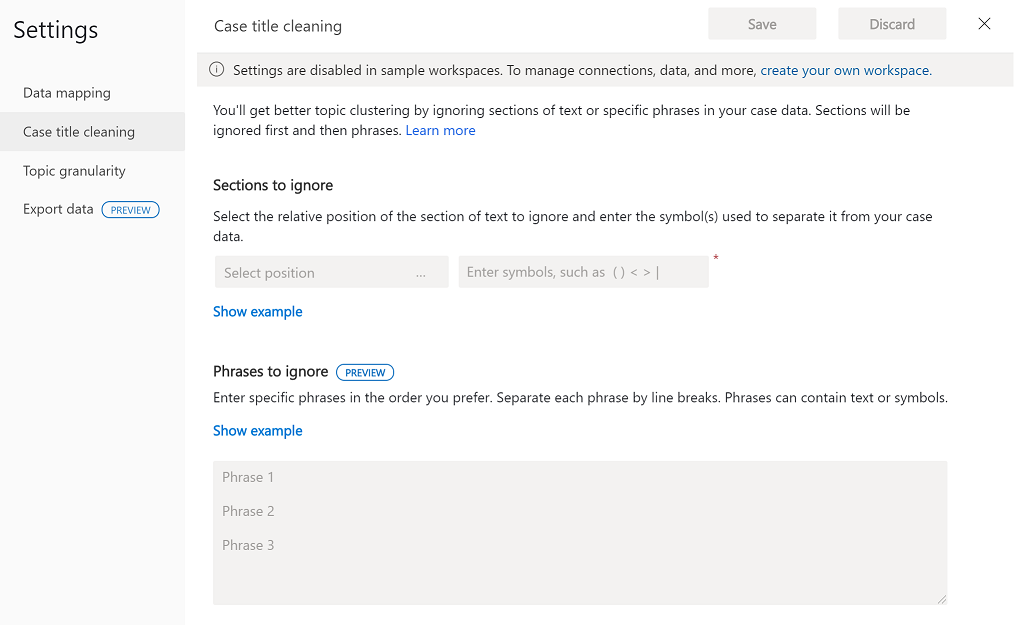 Settings
Data mapping
Case title cleaning
Topic granularity
Export data PREVIEW
Case title cleaning
Save
Discard
Settings are disabled in sample workspaces. To manage connections, data, and more, create your own workspace.
You'll get better topic clustering by ignoring sections of text or specific phrases in your case data. Sections will be
ignored first and then phrases. Learn more
Sections to ignore
Select the relative position of the section of text to ignore and enter the symbol(s) used to separate it from your case
data.
Select position ... Enter symbols, such as ( ) < > | *
Show example
Phrases to ignore PREVIEW
Enter specific phrases in the order you prefer. Separate each phrase by line breaks. Phrases can contain text or symbols.
Show example
Phrase 1
Phrase 2
Phrase 3